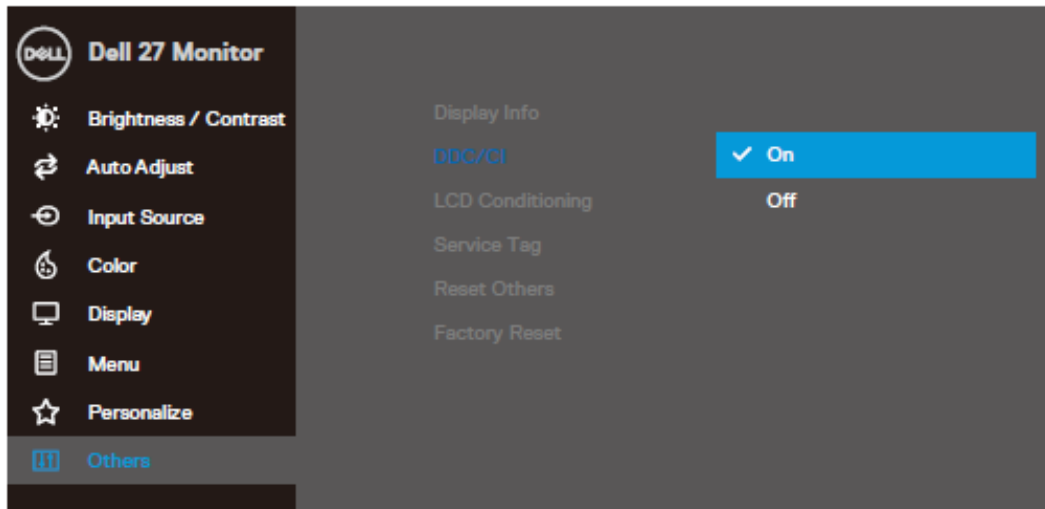 DELL
Dell 27 Monitor
Brightness / Contrast
Auto Adjust
Input Source
Color
Display
Menu
Personalize
Others
Display Info
DDC/CI
LCD Conditioning
Service Tag
Reset Others
Factory Reset
On
Off